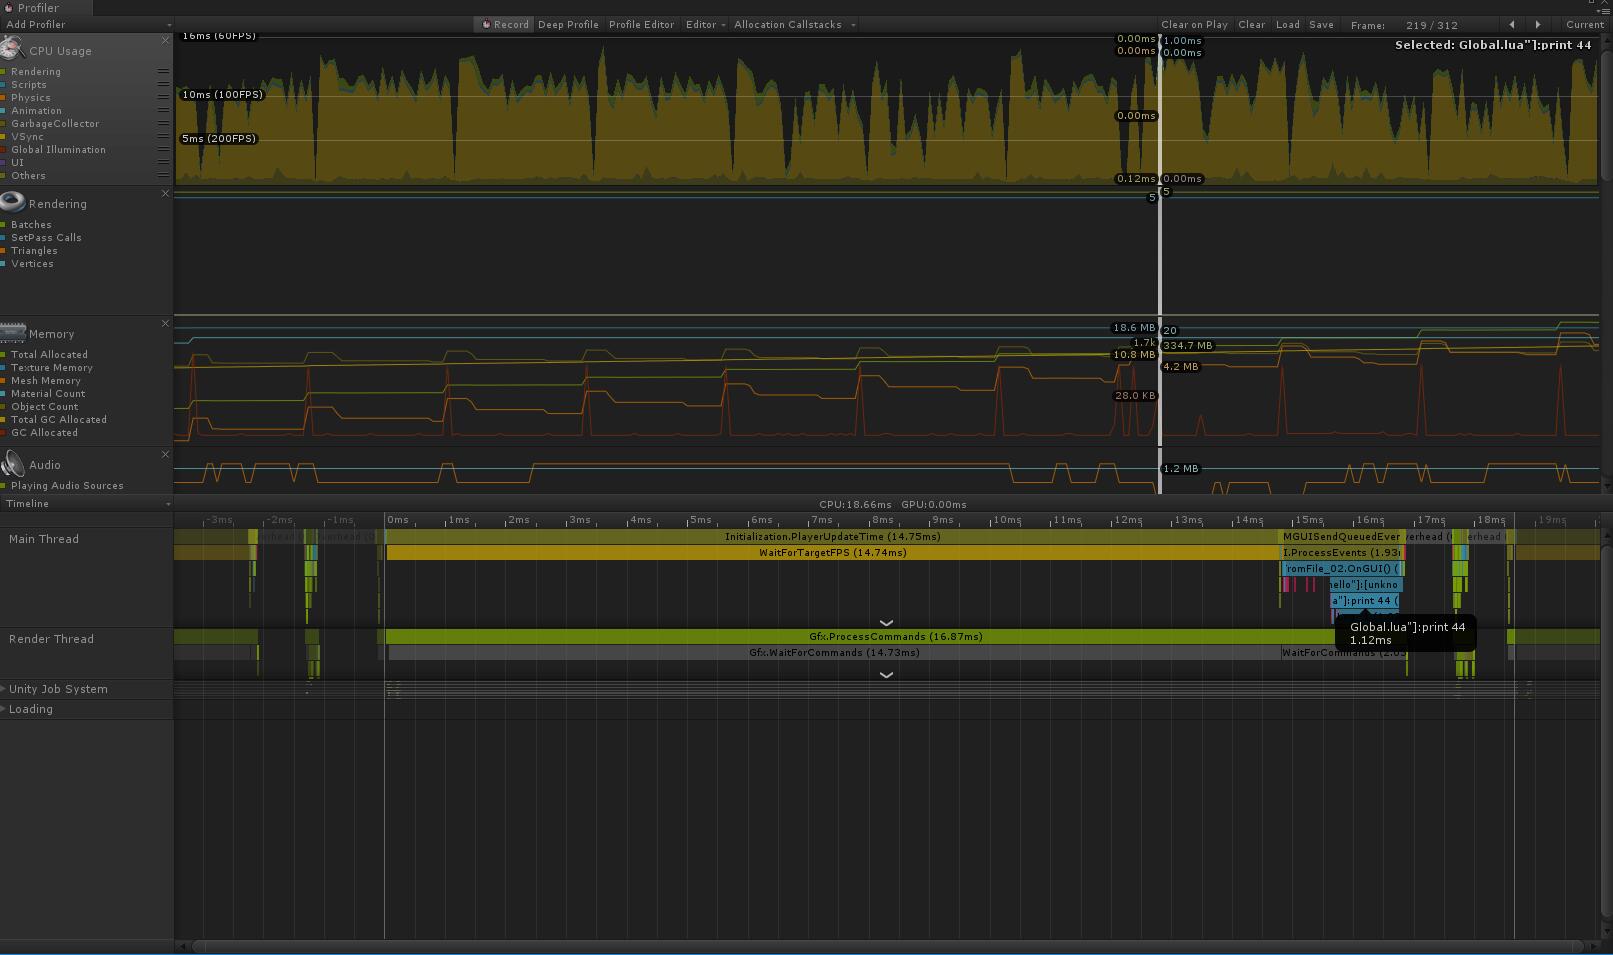 Profiler
Add Profiler
Record Deep Profile Profile Editor Editor Allocation Callstacks Clear on Play Clear Load Save Frame: 219 / 312 Current
CPU Usage
Rendering
Scripts
Physics
Animation
GarbageCollector
VSync
Global Illumination
UI
Others
16ms (60FPS)
10ms (100FPS)
5ms (200FPS)
0.00ms 1.00ms
0.00ms 0.00ms
0.00ms
0.12ms 0.00ms
Selected: Global.lua"]:print 44
Rendering
Batches
SetPass Calls
Triangles
Vertices
5
5
Memory
Total Allocated
Texture Memory
Mesh Memory
Material Count
Object Count
Total GC Allocated
GC Allocated
18.6 MB 20
1.7k 334.7 MB
10.8 MB
4.2 MB
28.0 KB
Audio
Playing Audio Sources
1.2 MB
Timeline
CPU:18.66ms GPU:0.00ms
-3ms -2ms -1ms 0ms 1ms 2ms 3ms 4ms 5ms 6ms 7ms 8ms 9ms 10ms 11ms 12ms 13ms 14ms 15ms 16ms 17ms 18ms 19ms
Main Thread
Initialization.PlayerUpdateTime (14.75ms) MGUISendQueuedEver
WaitForTargetFPS (14.74ms) I.ProcessEvents (1.93
romFile_02.OnGUI() (
hello"]:[unkno
a"]:print 44 (
Global.lua"]:print 44
1.12ms
Render Thread
Gfx.ProcessCommands (16.87ms)
Gfx.WaitForCommands (14.73ms) WaitForCommands
Unity Job System
Loading